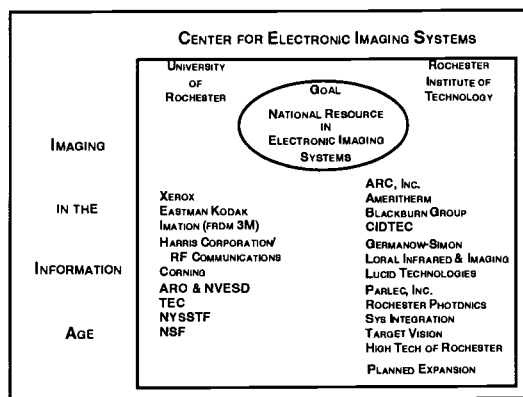 CENTER FOR ELECTRONIC IMAGING SYSTEMS
UNIVERSITY
OF
ROCHESTER
ROCHESTER
INSTITUTE OF
TECHNOLOGY
GOAL
NATIONAL RESOURCE
IN
ELECTRONIC IMAGING
SYSTEMS
IMAGING
IN THE
INFORMATION
AGE
XEROX
EASTMAN KODAK
IMATION (FROM 3M)
HARRIS CORPORATION/
RF COMMUNICATIONS
CORNING
ARO & NVESD
TEC
NYSSTF
NSF
ARC, INC.
AMERITHERM
BLACKBURN GROUP
CIDTEC
GERMANOW-SIMON
LORAL INFRARED & IMAGING
LUCID TECHNOLOGIES
PARLEC, INC.
ROCHESTER PHOTONICS
SYS INTEGRATION
TARGET VISION
HIGH TECH OF ROCHESTER
PLANNED EXPANSION